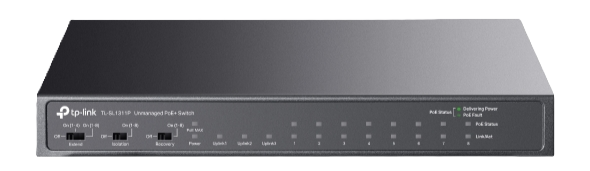 tp-link TL-SL1311P Unmanaged PoE+ Switch
PoE Status Delivering Power
PoE Fault
On (1-4) On (1-8) On (1-8) On (1-8)
Off Off Off
PoE MAX PoE Status
Link/Act
Extend Isolation Recovery Power Uplink1 Uplink2 Uplink3 1 2 3 4 5 6 7 8